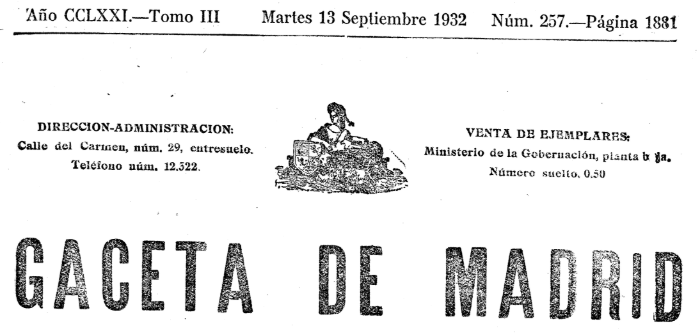 Año CCLXXI.—Tomo III Martes 13 Septiembre 1932 Núm. 257.—Página 1881
DIRECCION-ADMINISTRACION:
Calle del Carmen, núm. 29, entresuelo.
Teléfono núm. 12.322.
VENTA DE EJEMPLARES:
Ministerio de la Gobernación, planta baja.
Número suelto, 0.50
GACETA DE MADRID